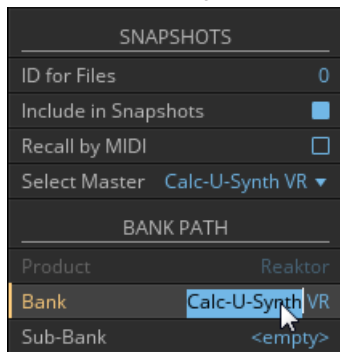 SNAPSHOTS
ID for Files 0
Include in Snapshots
Recall by MIDI
Select Master Calc-U-Synth VR
BANK PATH
Product Reaktor
Bank Calc-U-Synth VR
Sub-Bank <empty>